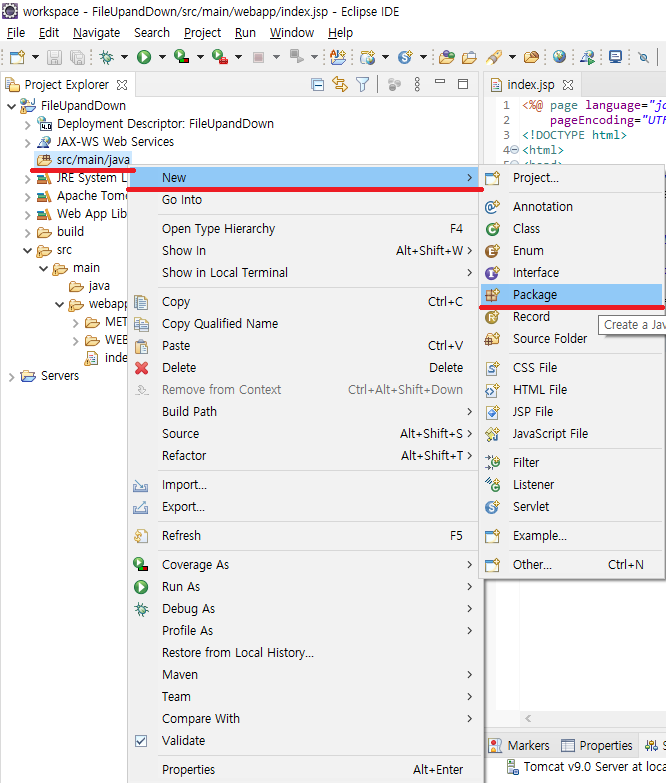 workspace - FileUpandDown/src/main/webapp/index.jsp - Eclipse IDE
File Edit Navigate Search Project Run Window Help
Project Explorer
FileUpandDown
4.0 Deployment Descriptor: FileUpandDown
JAX-WS Web Services
src/main/java
JRE System L
Apache Tom
Web App Lib
build
src
main
java
webapp
MET
WEB
inde
Servers
New
Go Into
Open Type Hierarchy F4
Show In Alt+Shift+W
Show in Local Terminal
Copy Ctrl+C
Copy Qualified Name
Paste Ctrl+V
Delete Delete
Remove from Context Ctrl+Alt+Shift+Down
Build Path
Source Alt+Shift+S
Refactor Alt+Shift+T
Import...
Export...
Refresh F5
Coverage As
Run As
Debug As
Profile As
Restore from Local History...
Maven
Team
Compare With
Validate
Properties Alt+Enter
index.jsp
1 <%@ page language="ja
2 pageEncoding="UTF
3 <!DOCTYPE html>
4 <html>
5 <head>
Project...
Annotation
Class
Enum
Interface
Package
Record
Create a Jav
Source Folder
CSS File
HTML File
JSP File
JavaScript File
Filter
Listener
Servlet
Example...
Other... Ctrl+N
Markers Properties S
Tomcat v9.0 Server at loca